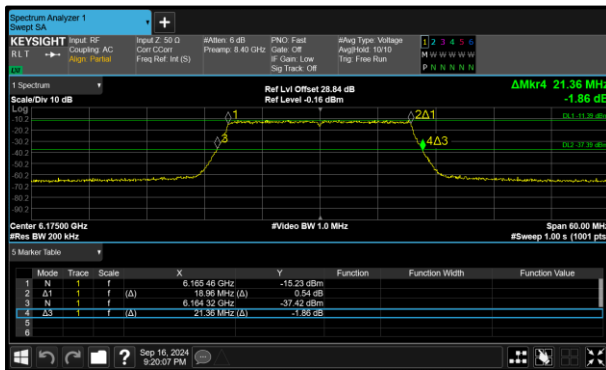 Spectrum Analyzer 1
Swept SA
KEYSIGHT
RLT
Input: RF
Coupling: AC
Align: Partial
Input Z: 50 Ω
Corr CCorr
Freq Ref: Int (S)
#Atten: 6 dB
Preamp: 8.40 GHz
PNO: Fast
Gate: Off
IF Gain: Low
Sig Track: Off
#Avg Type: Voltage
Avg|Hold: 10/10
Trig: Free Run
1 2 3 4 5 6
M W W W W W
P N N N N N
1 Spectrum
Scale/Div 10 dB
Ref Lvl Offset 28.84 dB
Ref Level -0.16 dBm
ΔMkr4 21.36 MHz
-1.86 dB
Log
-10.2
-20.2
-30.2
-40.2
-50.2
-60.2
-70.2
-80.2
-90.2
1
2Δ1
3
4Δ3
DL1 -11.39 dBm
DL2 -37.39 dBm
Center 6.17500 GHz
#Res BW 200 kHz
#Video BW 1.0 MHz
Span 60.00 MHz
#Sweep 1.00 s (1001 pts)
5 Marker Table
Mode Trace Scale X Y Function Function Width Function Value
1 N 1 f 6.165 46 GHz -15.23 dBm
2 Δ1 1 f (Δ) 18.96 MHz (Δ) 0.54 dB
3 N 1 f 6.164 32 GHz -37.42 dBm
4 Δ3 1 f (Δ) 21.36 MHz (Δ) -1.86 dB
5
6
?
Sep 16, 2024
9:20:07 PM